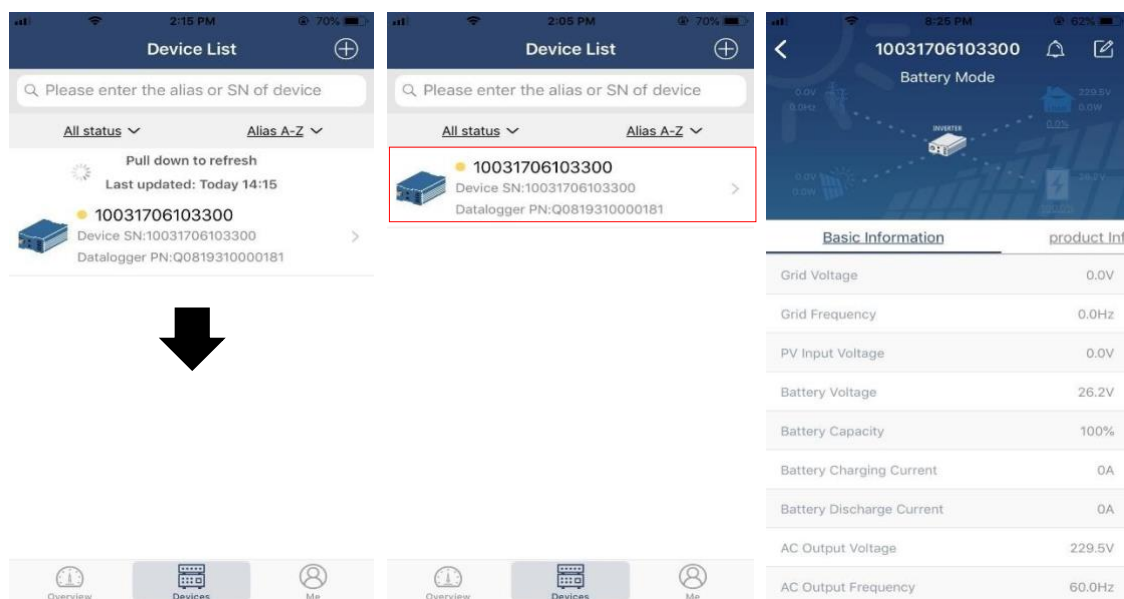 2:15 PM
70%
Device List
Please enter the alias or SN of device
All status
Alias A-Z
Pull down to refresh
Last updated: Today 14:15
10031706103300
Device SN:10031706103300
Datalogger PN:Q0819310000181
Overview
Devices
Me
2:05 PM
70%
Device List
Please enter the alias or SN of device
All status
Alias A-Z
10031706103300
Device SN:10031706103300
Datalogger PN:Q0819310000181
Overview
Devices
Me
8:25 PM
62%
10031706103300
Battery Mode
0.0V
0.0Hz
229.5V
0.0W
0.0%
INVERTER
0.0V
0.0W
Basic Information
product Inf
Grid Voltage 0.0V
Grid Frequency 0.0Hz
PV Input Voltage 0.0V
Battery Voltage 26.2V
Battery Capacity 100%
Battery Charging Current 0A
Battery Discharge Current 0A
AC Output Voltage 229.5V
AC Output Frequency 60.0Hz